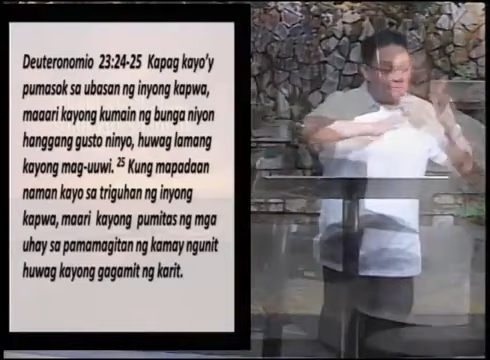 Deuteronomio 23:24-25 Kapag kayo'y
pumasok sa ubasan ng inyong kapwa,
maaari kayong kumain ng bunga niyon
hanggang gusto ninyo, huwag lamang
kayong mag-uuwi. 25 Kung mapadaan
naman kayo sa triguhan ng inyong
kapwa, maari kayong pumitas ng mga
uhay sa pamamagitan ng kamay ngunit
huwag kayong gagamit ng karit.